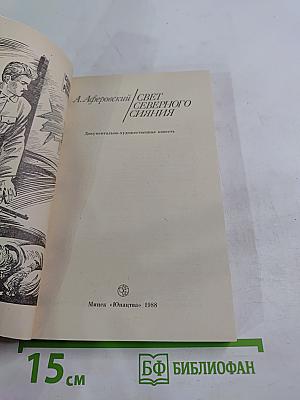 А. Аферовский
СВЕТ
СЕВЕРНОГО
СИЯНИЯ
Документально-художественная повесть
Минск «Юнацтва» 1988
15 см
БФ БИБЛИОФАН